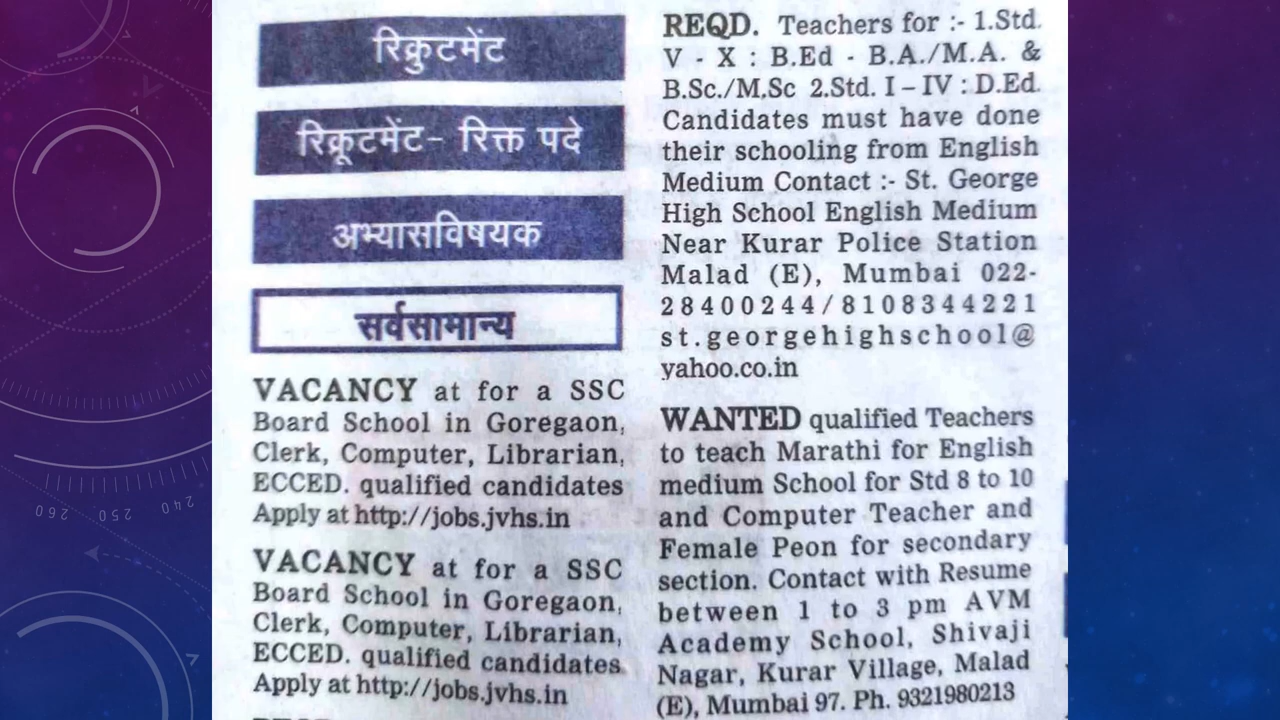 रिक्रुटमेंट
रिक्रूटमेंट- रिक्त पदे
अभ्यासविषयक
सर्वसामान्य
VACANCY at for a SSC
Board School in Goregaon,
Clerk, Computer, Librarian,
ECCED. qualified candidates
Apply at http://jobs.jvhs.in
VACANCY at for a SSC
Board School in Goregaon,
Clerk, Computer, Librarian,
ECCED. qualified candidates
Apply at http://jobs.jvhs.in
REQD. Teachers for :- 1.Std.
V - X : B.Ed - B.A./M.A. &
B.Sc./M,Sc 2.Std. I – IV : D.Ed.
Candidates must have done
their schooling from English
Medium Contact :- St. George
High School English Medium
Near Kurar Police Station
Malad (E), Mumbai 022-
28400244/8108344221
st.georgehighschool@
yahoo.co.in
WANTED qualified Teachers
to teach Marathi for English
medium School for Std 8 to 10
and Computer Teacher and
Female Peon for secondary
section. Contact with Resume
between 1 to 3 pm AVM
Academy School, Shivaji
Nagar, Kurar Village, Malad
(E), Mumbai 97. Ph. 9321980213
260 250 240